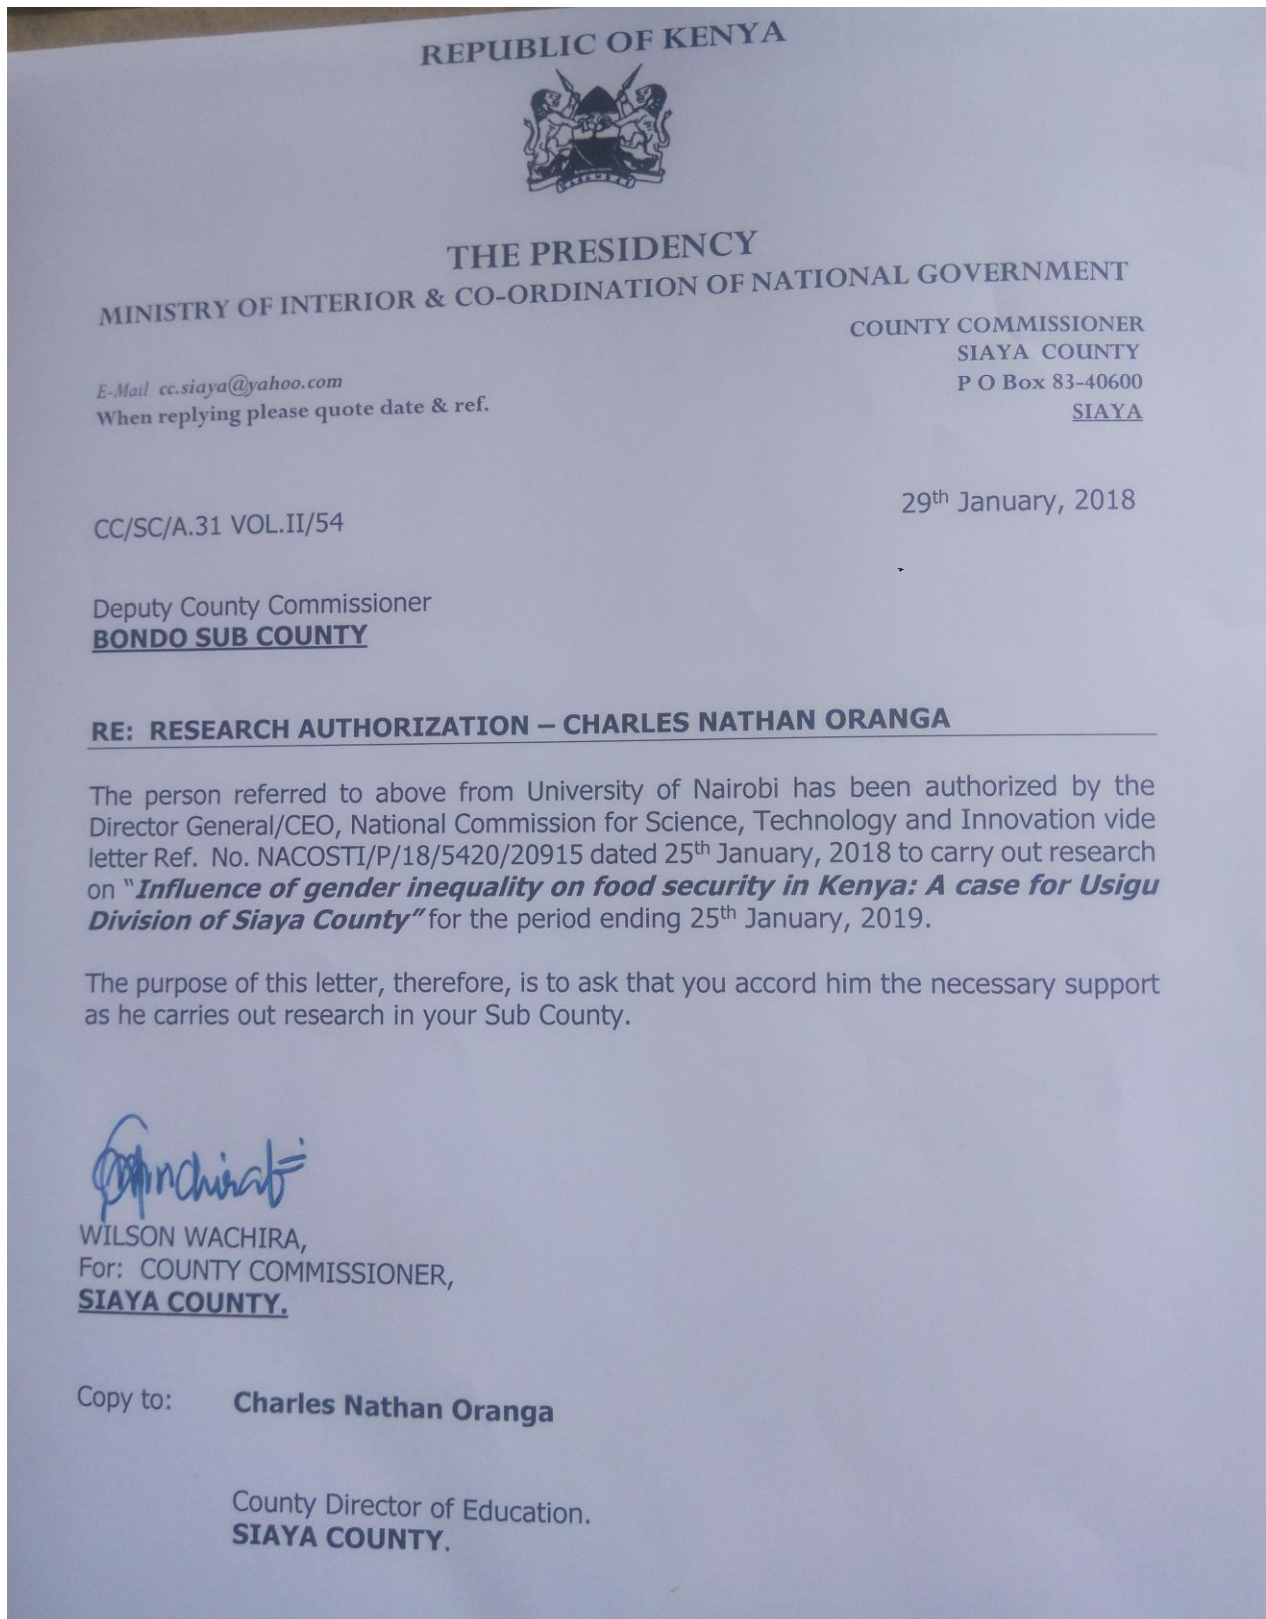 REPUBLIC OF KENYA
THE PRESIDENCY
MINISTRY OF INTERIOR & CO-ORDINATION OF NATIONAL GOVERNMENT
COUNTY COMMISSIONER
SIAYA COUNTY
P O Box 83-40600
SIAYA
E-Mail cc.siaya@yahoo.com
When replying please quote date & ref.
29th January, 2018
CC/SC/A.31 VOL.II/54
Deputy County Commissioner
BONDO SUB COUNTY
RE: RESEARCH AUTHORIZATION – CHARLES NATHAN ORANGA
The person referred to above from University of Nairobi has been authorized by the
Director General/CEO, National Commission for Science, Technology and Innovation vide
letter Ref. No. NACOSTI/P/18/5420/20915 dated 25th January, 2018 to carry out research
on "Influence of gender inequality on food security in Kenya: A case for Usigu
Division of Siaya County" for the period ending 25th January, 2019.
The purpose of this letter, therefore, is to ask that you accord him the necessary support
as he carries out research in your Sub County.
WILSON WACHIRA,
For: COUNTY COMMISSIONER,
SIAYA COUNTY.
Copy to: Charles Nathan Oranga
County Director of Education.
SIAYA COUNTY.